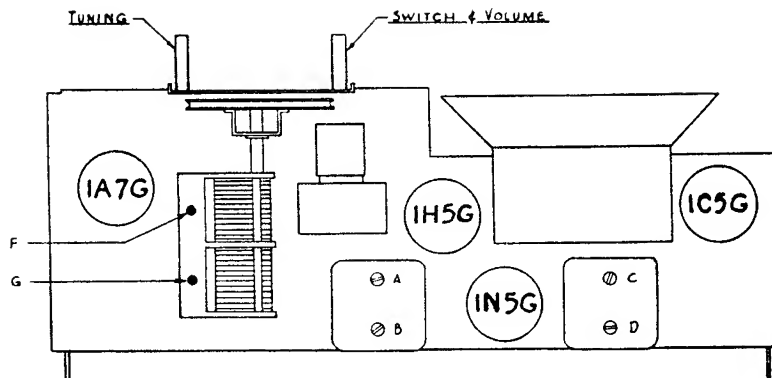 TUNING
SWITCH & VOLUME
1A7G
1H5G
1C5G
F
G
A
C
1N5G
B
D